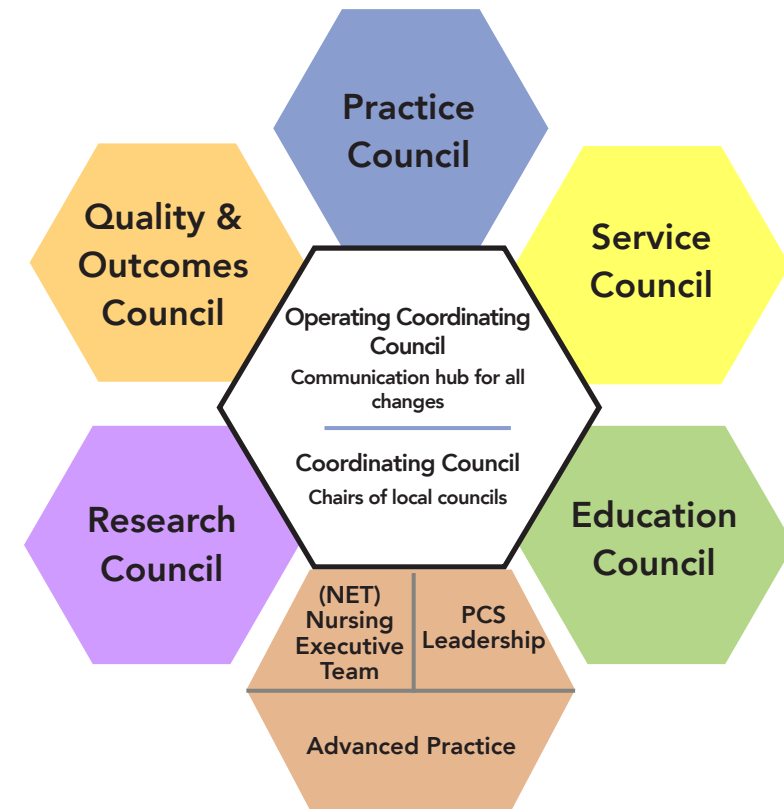 Practice
Council
Quality &
Outcomes
Council
Service
Council
Operating Coordinating
Council
Communication hub for all
changes
Coordinating Council
Chairs of local councils
Research
Council
Education
Council
(NET)
Nursing
Executive
Team
PCS
Leadership
Advanced Practice